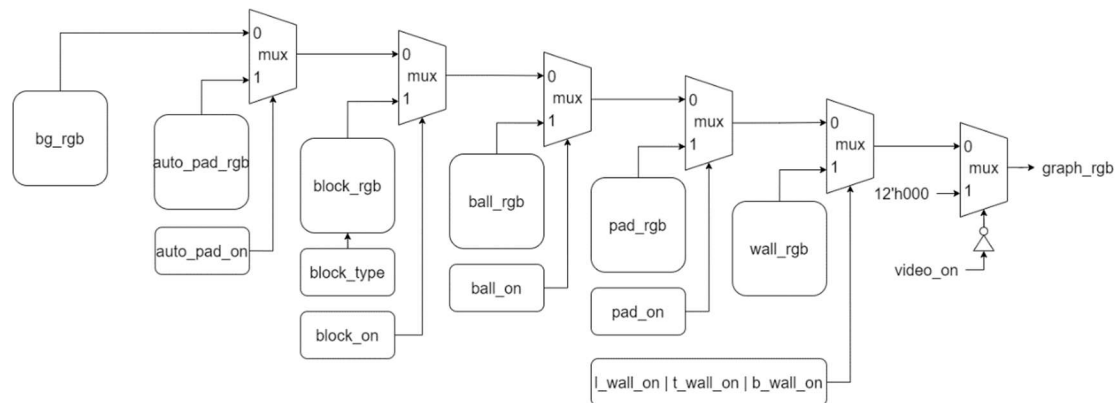 0
mux
1
bg_rgb
auto_pad_rgb
auto_pad_on
0
mux
1
block_rgb
block_type
block_on
0
mux
1
ball_rgb
ball_on
0
mux
1
pad_rgb
pad_on
0
mux
1
wall_rgb
l_wall_on | t_wall_on | b_wall_on
0
mux
1
12'h000
graph_rgb
video_on